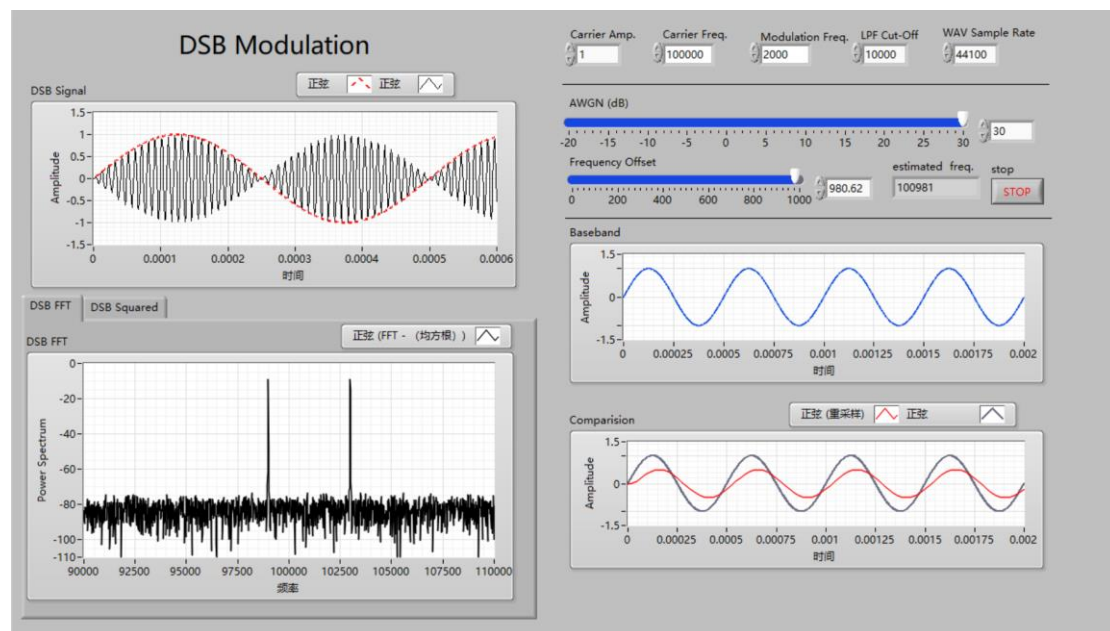 DSB Modulation
Carrier Amp. Carrier Freq. Modulation Freq. LPF Cut-Off WAV Sample Rate
1 100000 2000 10000 44100
正弦 正弦
DSB Signal
1.5
1
0.5
0
-0.5
-1
-1.5
Amplitude
0 0.0001 0.0002 0.0003 0.0004 0.0005 0.0006
时间
AWGN (dB)
-20 -15 -10 -5 0 5 10 15 20 25 30
30
Frequency Offset
0 200 400 600 800 1000
980.62
estimated freq.
100981
stop
STOP
Baseband
1.5
0
-1.5
Amplitude
0 0.00025 0.0005 0.00075 0.001 0.00125 0.0015 0.00175 0.002
时间
DSB FFT DSB Squared
DSB FFT
正弦 (FFT - （均方根）)
0
-20
-40
-60
-80
-100
-110
Power Spectrum
90000 92500 95000 97500 100000 102500 105000 107500 110000
频率
Comparision
正弦 (重采样) 正弦
1.5
0
-1.5
Amplitude
0 0.00025 0.0005 0.00075 0.001 0.00125 0.0015 0.00175 0.002
时间